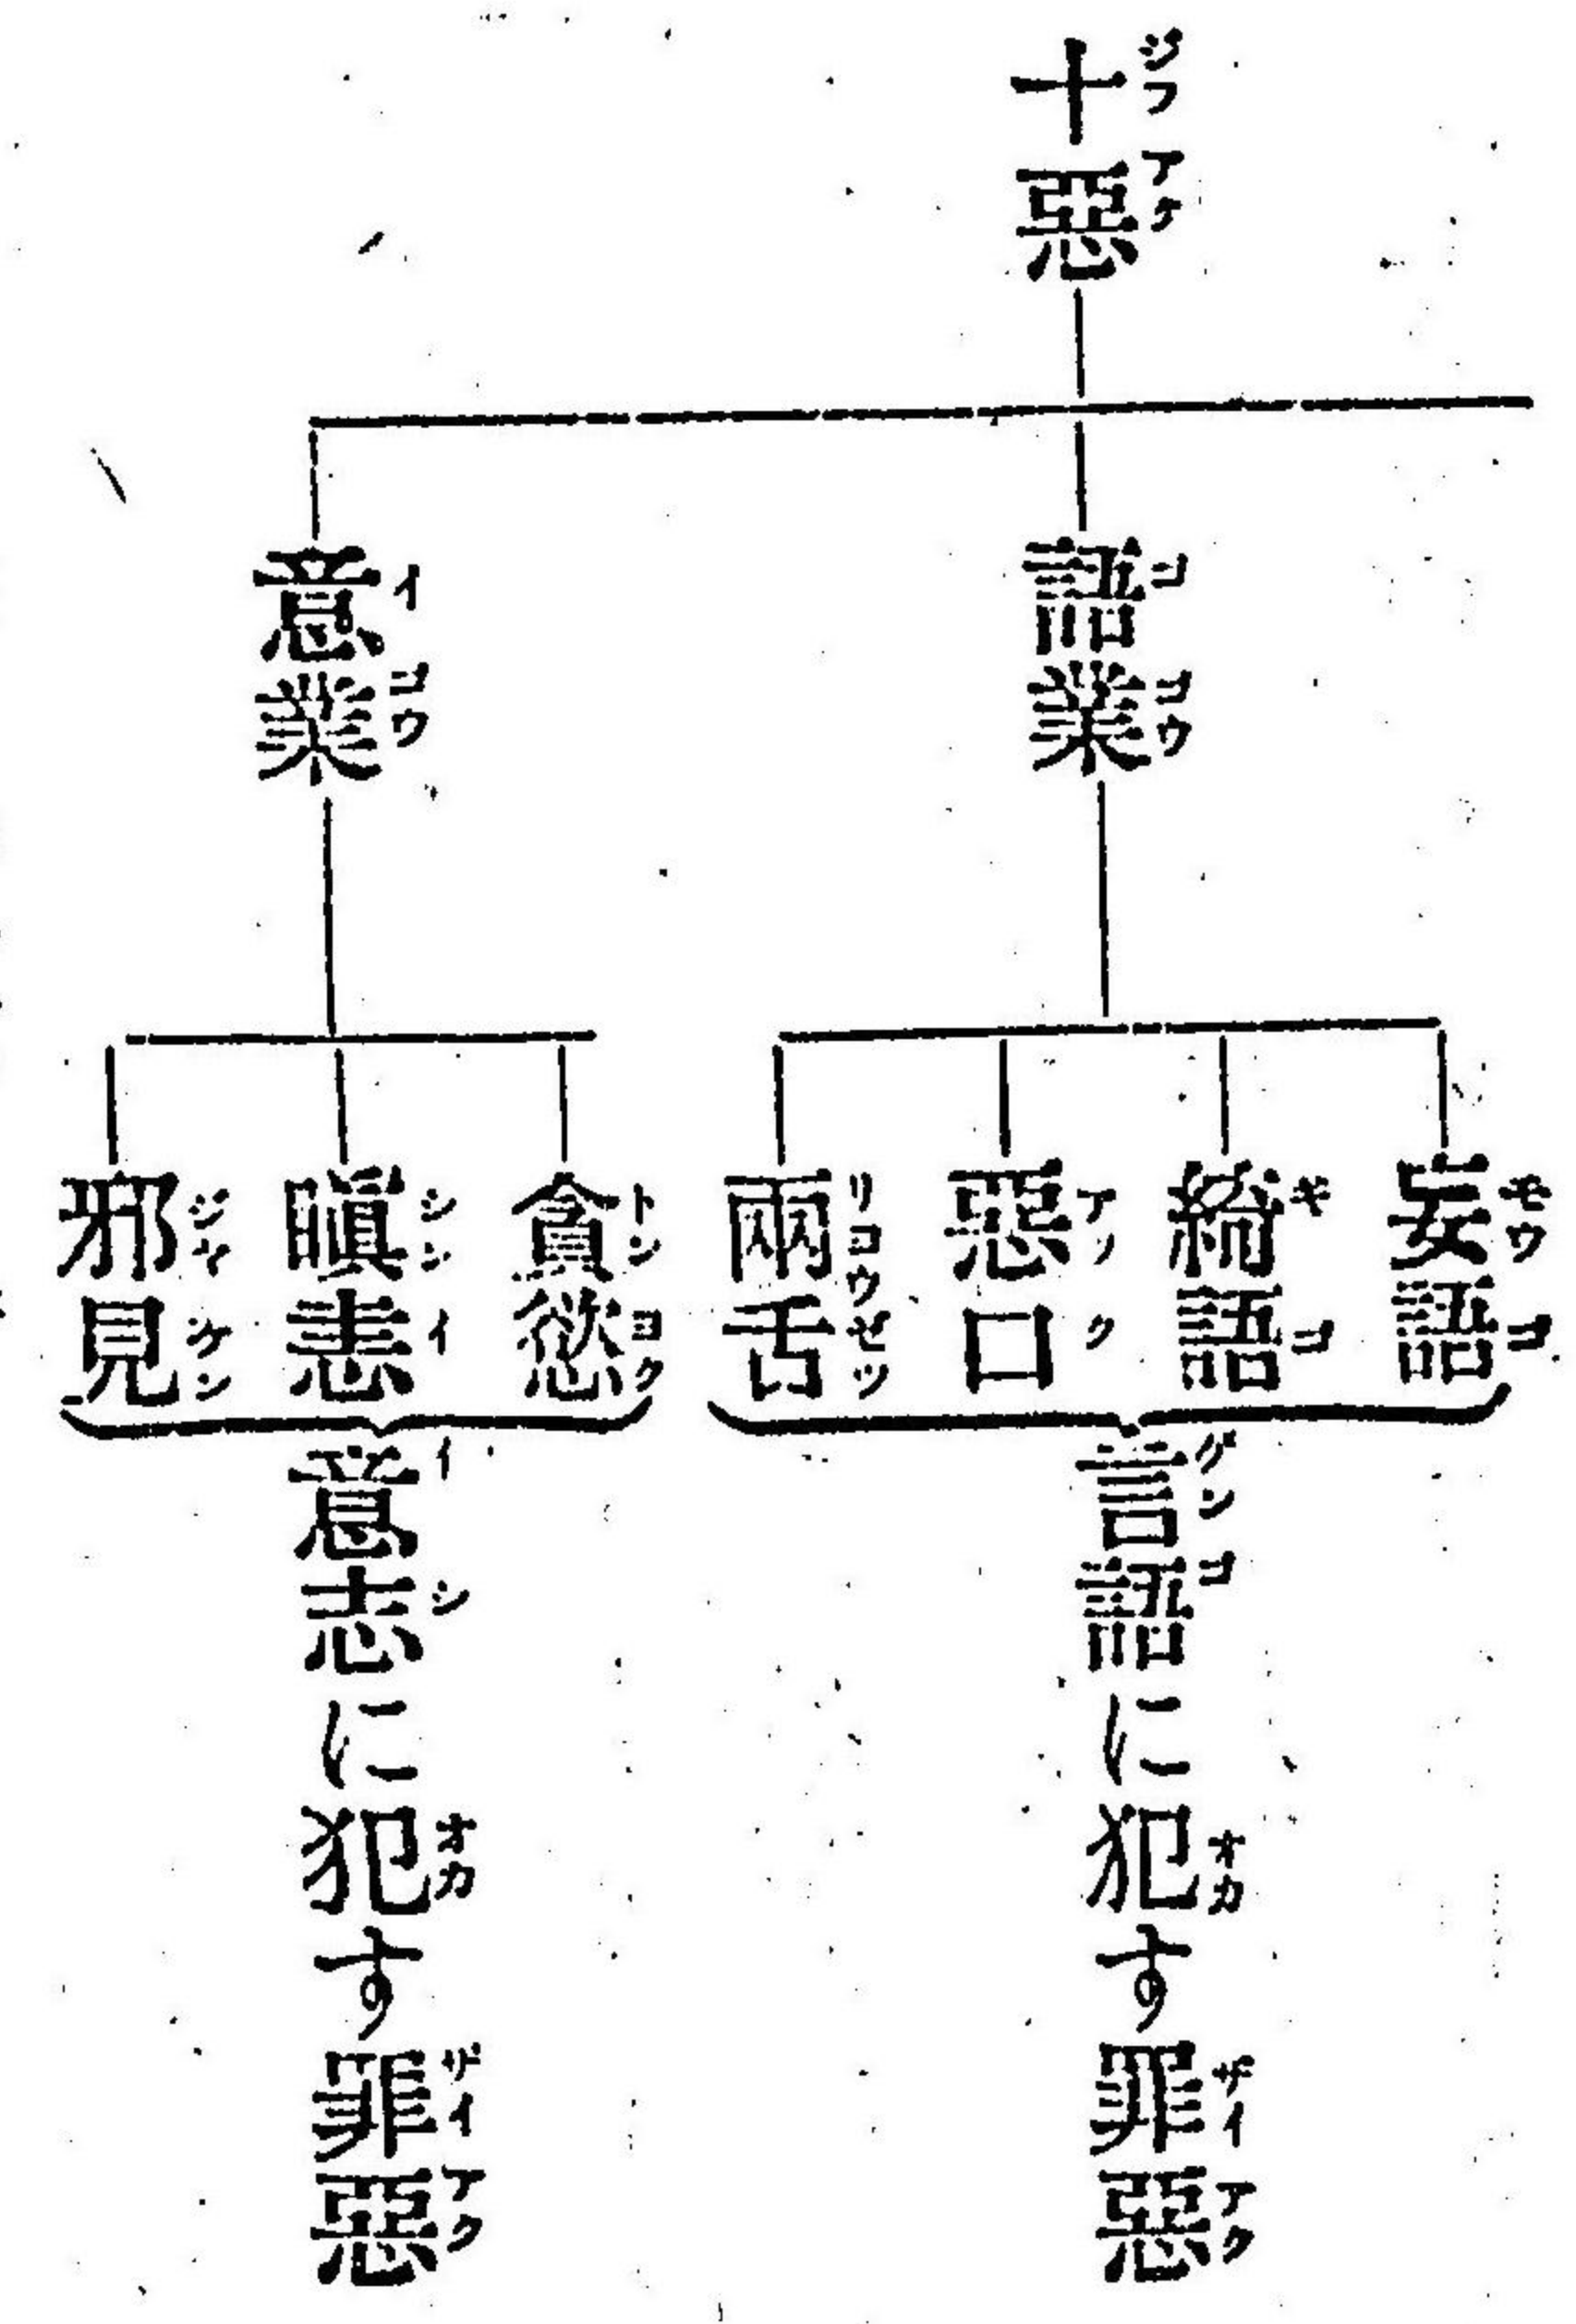 十惡
語業
妄語
綺語
惡口
兩舌
言語に犯す罪惡
意業
貪慾
瞋恚
邪見
意志に犯す罪惡